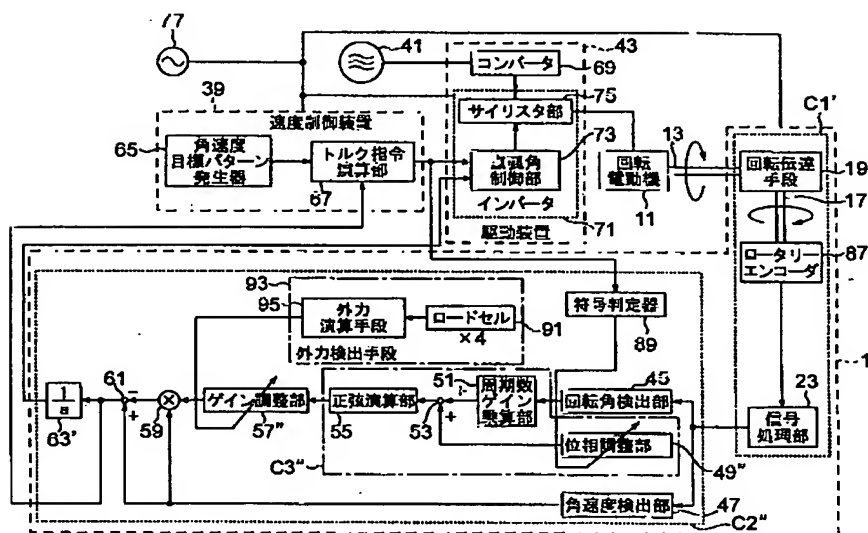 77
41
43
コンバータ
69
39
速度制御装置
65
角速度
目標パターン
発生器
トルク指令
演算部
67
サイリスタ部
75
73
点弧角
制御部
インバータ
71
駆動装置
回転
電動機
11
13
C1'
回転伝達
手段
19
17
87
ロータリー
エンコーダ
1
93
95
外力
演算手段
ロードセル
×4
91
外力検出手段
符号判定器
89
1
a
63'
61
−
+
59
ゲイン調整部
57"
正弦演算部
55
53
+
+
51
周期数
ゲイン
乗算部
45
回転角検出部
位相調整部
49"
C3"
23
信号
処理部
角速度検出部
47
C2"